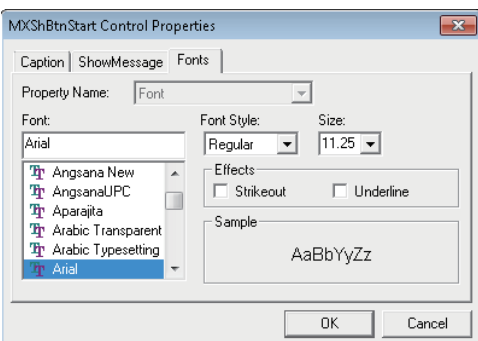 MXShBtnStart Control Properties
Caption ShowMessage Fonts
Property Name: Font
Font: Font Style: Size:
Arial Regular 11.25
Angsana New
AngsanaUPC
Aparajita
Arabic Transparent
Arabic Typesetting
Arial
Effects
Strikeout Underline
Sample
AaBbYyZz
OK Cancel